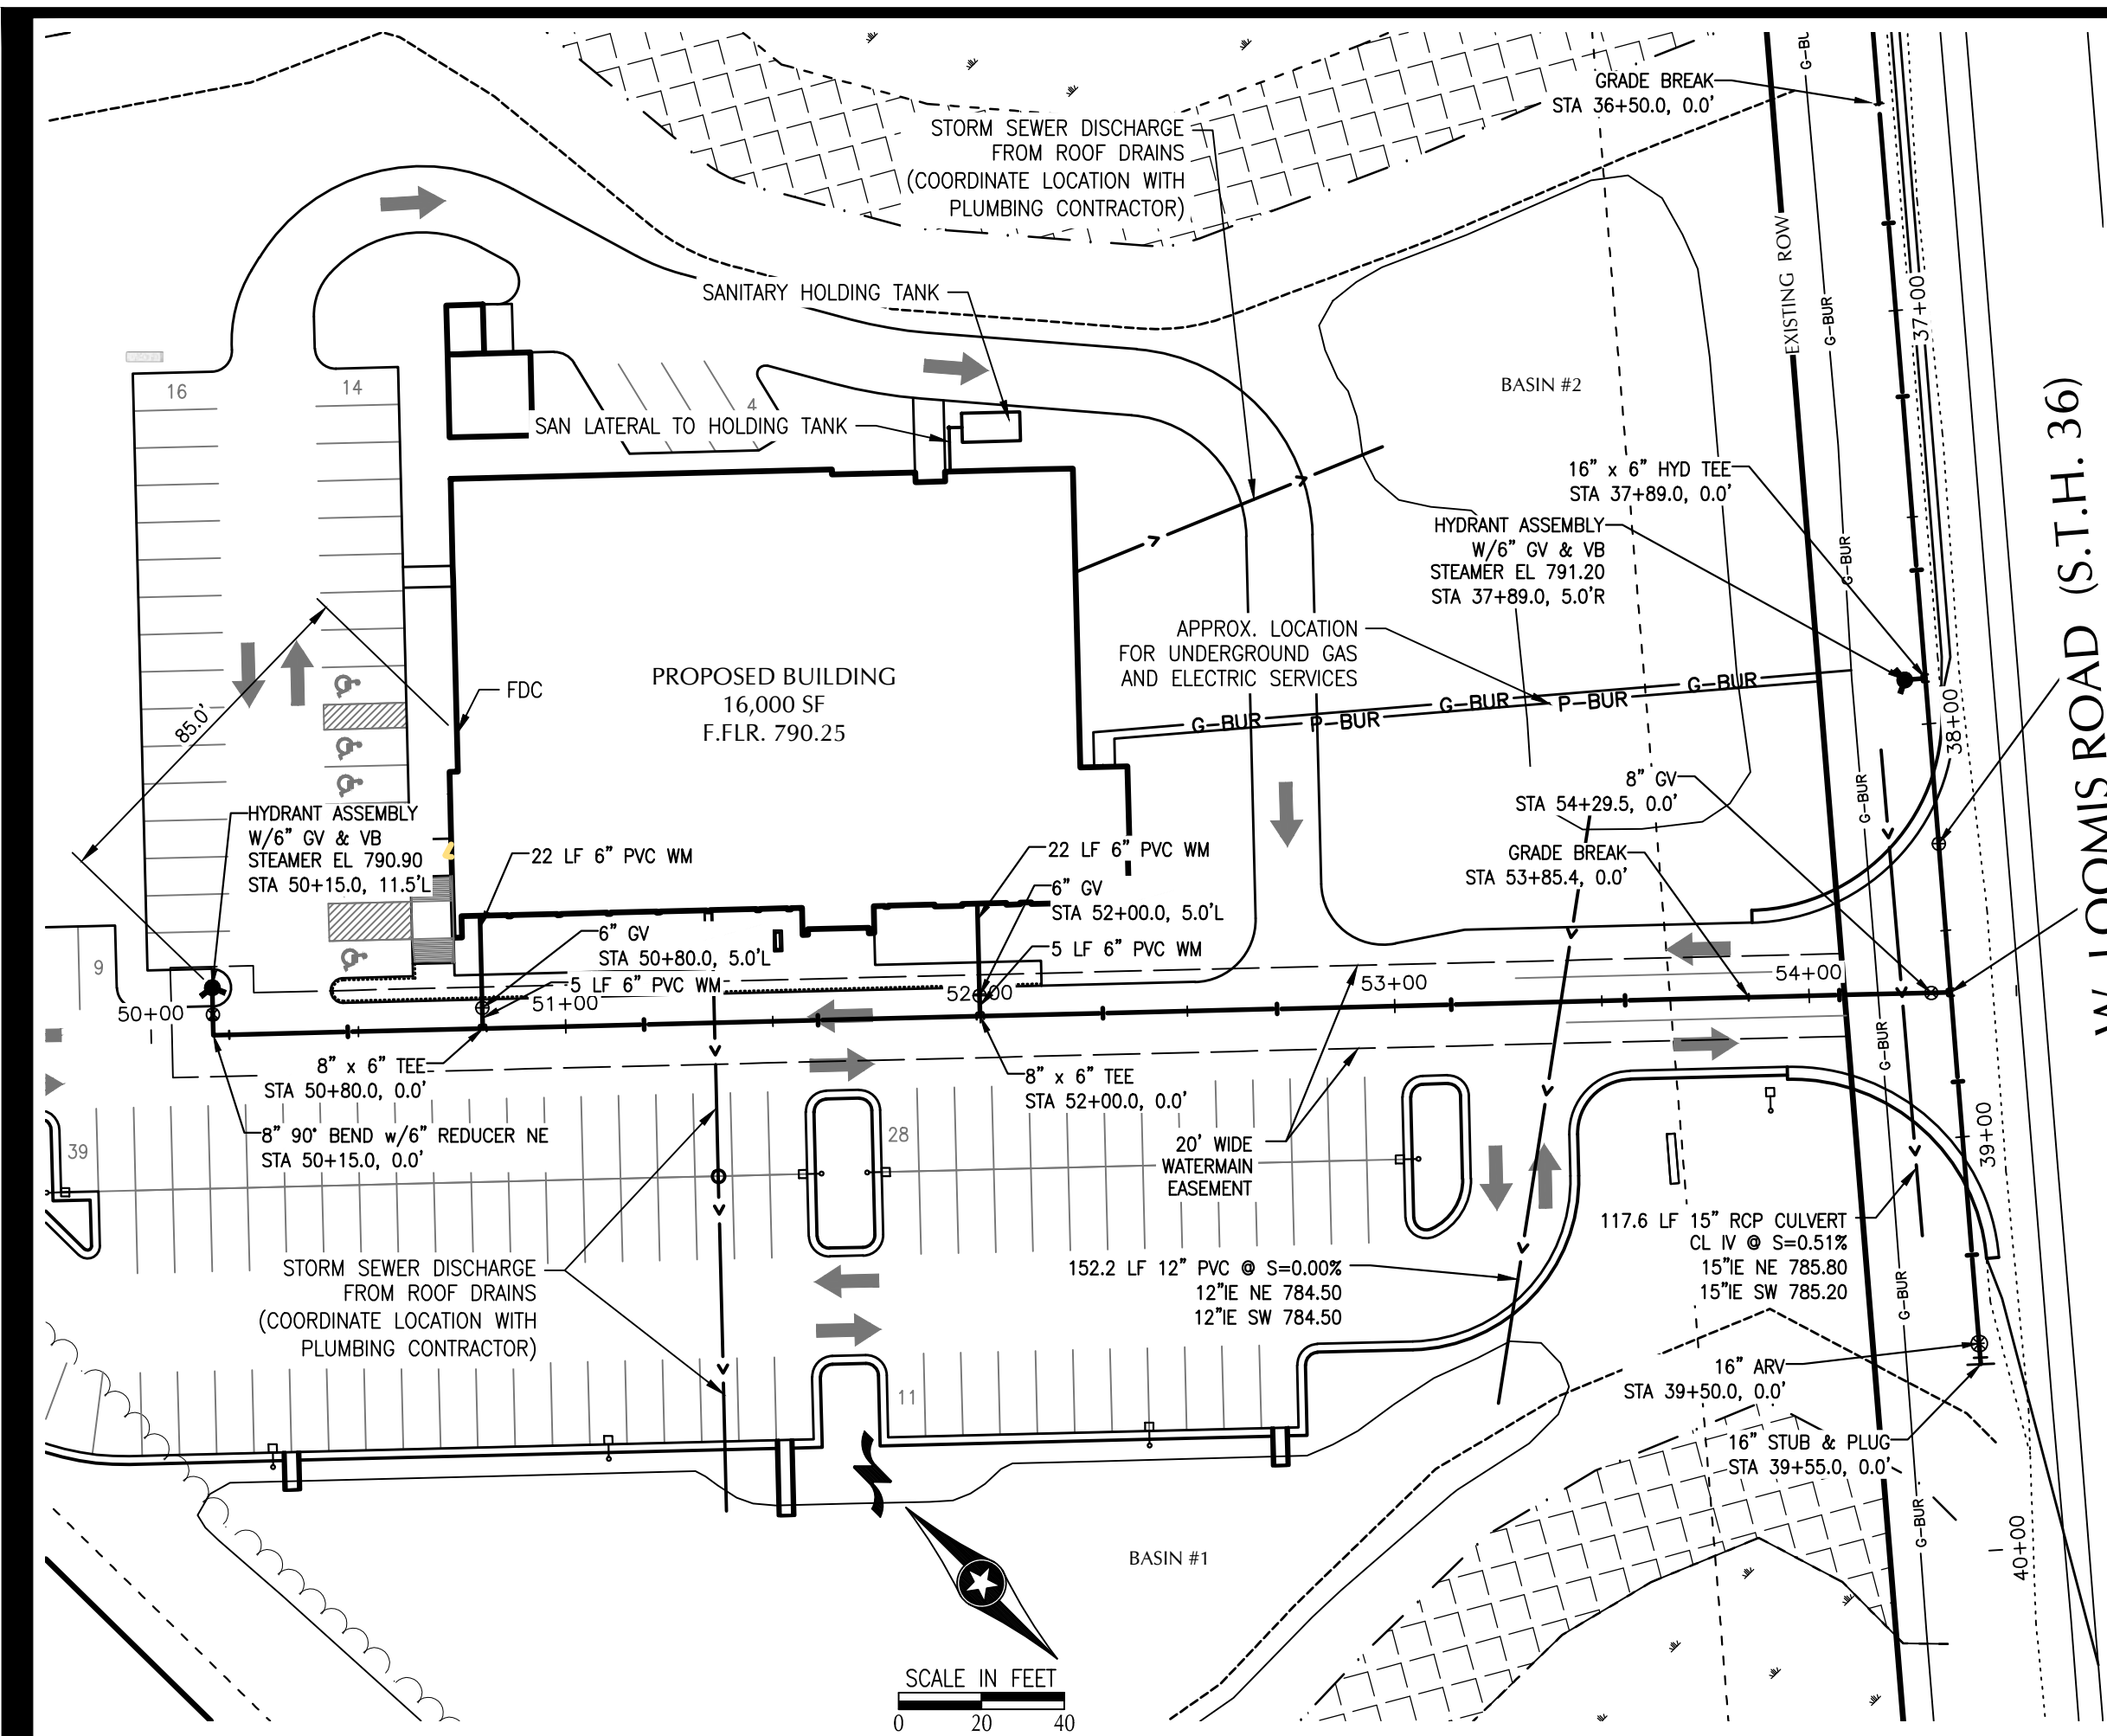 GRADE BREAK
STA 36+50.0, 0.0'
STORM SEWER DISCHARGE
FROM ROOF DRAINS
(COORDINATE LOCATION WITH
PLUMBING CONTRACTOR)
G-BUR
EXISTING ROW
G-BUR
37+00
SANITARY HOLDING TANK
16
14
4
BASIN #2
SAN LATERAL TO HOLDING TANK
W. LOOMIS ROAD (S.T.H. 36)
16" x 6" HYD TEE
STA 37+89.0, 0.0'
HYDRANT ASSEMBLY
W/6" GV & VB
STEAMER EL 791.20
STA 37+89.0, 5.0'R
G-BUR
APPROX. LOCATION
FOR UNDERGROUND GAS
AND ELECTRIC SERVICES
PROPOSED BUILDING
16,000 SF
F.FLR. 790.25
FDC
85.0'
G-BUR
P-BUR
G-BUR
P-BUR
G-BUR
38+00
8" GV
STA 54+29.5, 0.0'
G-BUR
HYDRANT ASSEMBLY
W/6" GV & VB
STEAMER EL 790.90
STA 50+15.0, 11.5'L
22 LF 6" PVC WM
22 LF 6" PVC WM
GRADE BREAK
STA 53+85.4, 0.0'
6" GV
STA 52+00.0, 5.0'L
6" GV
STA 50+80.0, 5.0'L
5 LF 6" PVC WM
5 LF 6" PVC WM
9
50+00
51+00
52+00
53+00
54+00
G-BUR
8" x 6" TEE
STA 50+80.0, 0.0'
8" x 6" TEE
STA 52+00.0, 0.0'
8" 90° BEND w/6" REDUCER NE
STA 50+15.0, 0.0'
39
28
20' WIDE
WATERMAIN
EASEMENT
39+00
117.6 LF 15" RCP CULVERT
CL IV @ S=0.51%
15"IE NE 785.80
15"IE SW 785.20
152.2 LF 12" PVC @ S=0.00%
12"IE NE 784.50
12"IE SW 784.50
STORM SEWER DISCHARGE
FROM ROOF DRAINS
(COORDINATE LOCATION WITH
PLUMBING CONTRACTOR)
G-BUR
11
16" ARV
STA 39+50.0, 0.0'
16" STUB & PLUG
STA 39+55.0, 0.0'
G-BUR
40+00
BASIN #1
SCALE IN FEET
0 20 40